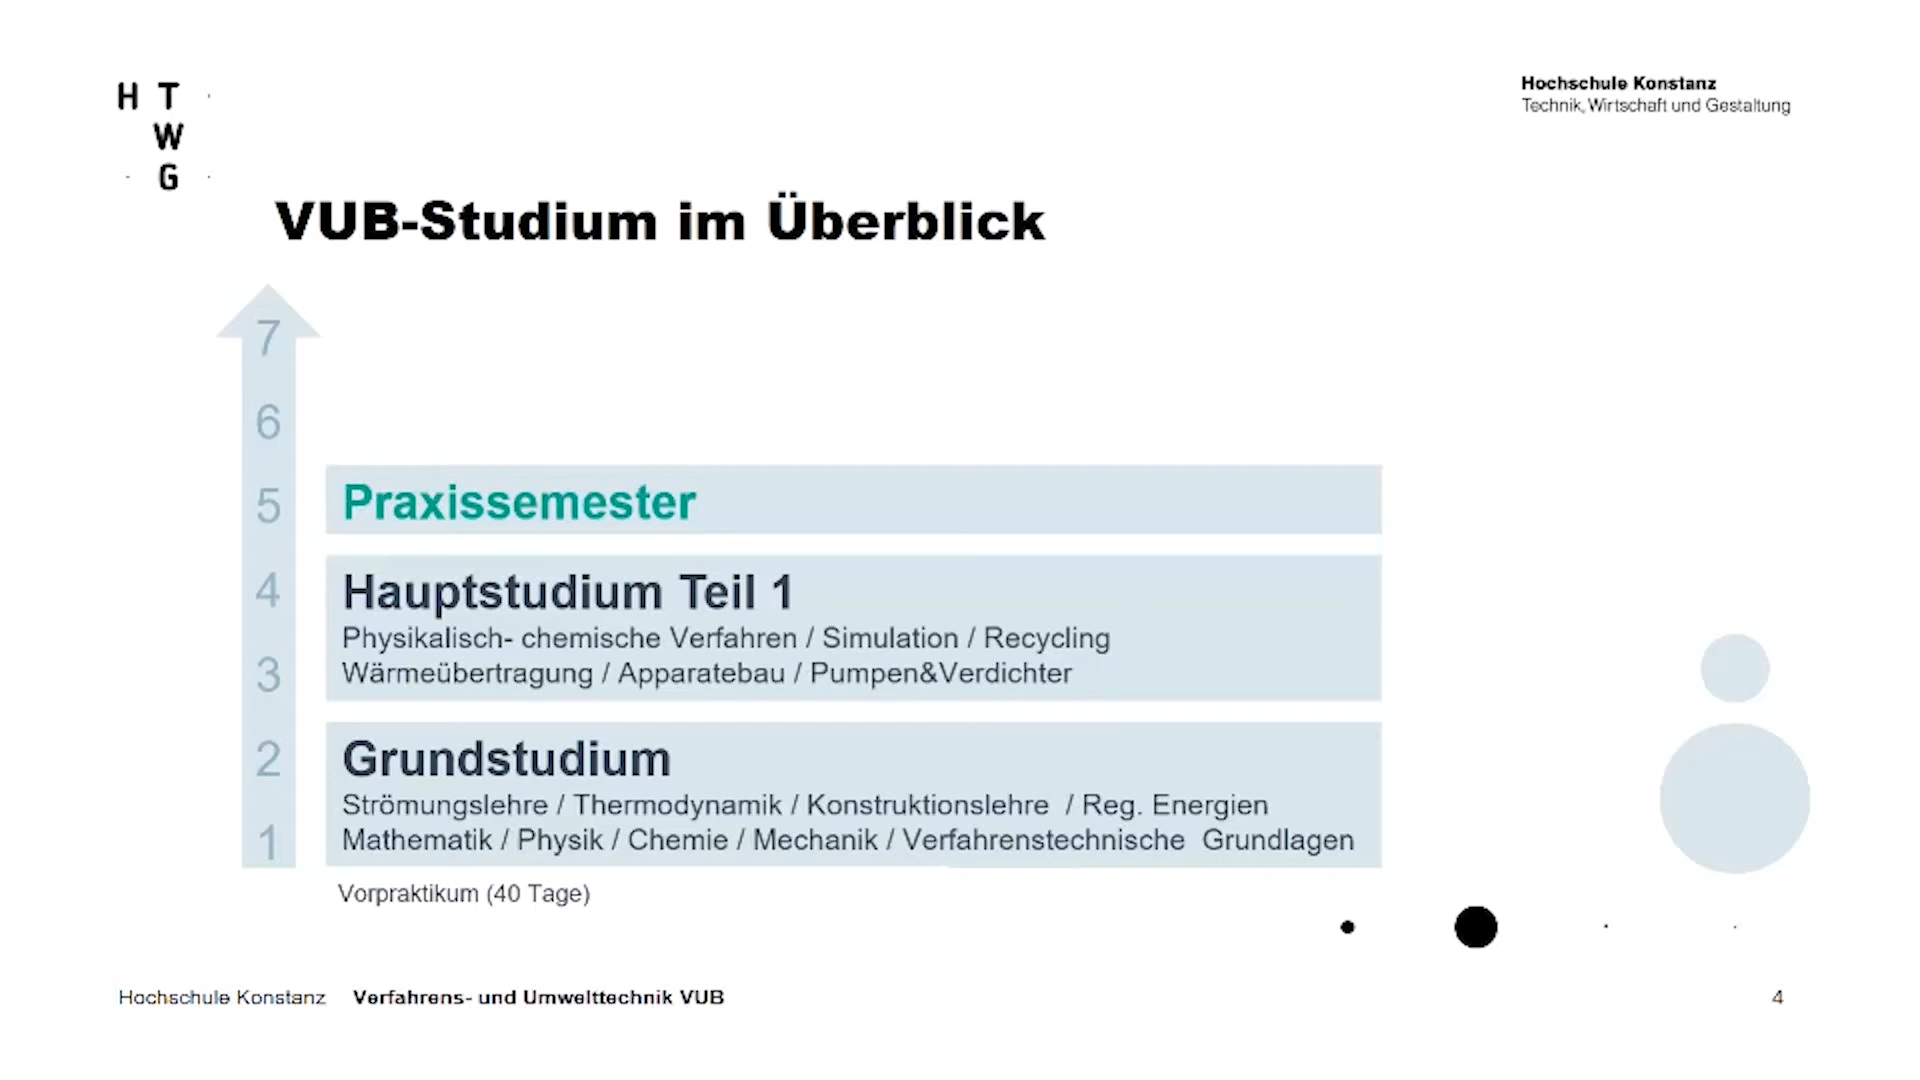 H T
W
G
Hochschule Konstanz
Technik, Wirtschaft und Gestaltung
VUB-Studium im Überblick
7
6
5
Praxissemester
4
Hauptstudium Teil 1
Physikalisch- chemische Verfahren / Simulation / Recycling
3
Wärmeübertragung / Apparatebau / Pumpen&Verdichter
2
Grundstudium
Strömungslehre / Thermodynamik / Konstruktionslehre / Reg. Energien
1
Mathematik / Physik / Chemie / Mechanik / Verfahrenstechnische Grundlagen
Vorpraktikum (40 Tage)
Hochschule Konstanz Verfahrens- und Umwelttechnik VUB
4